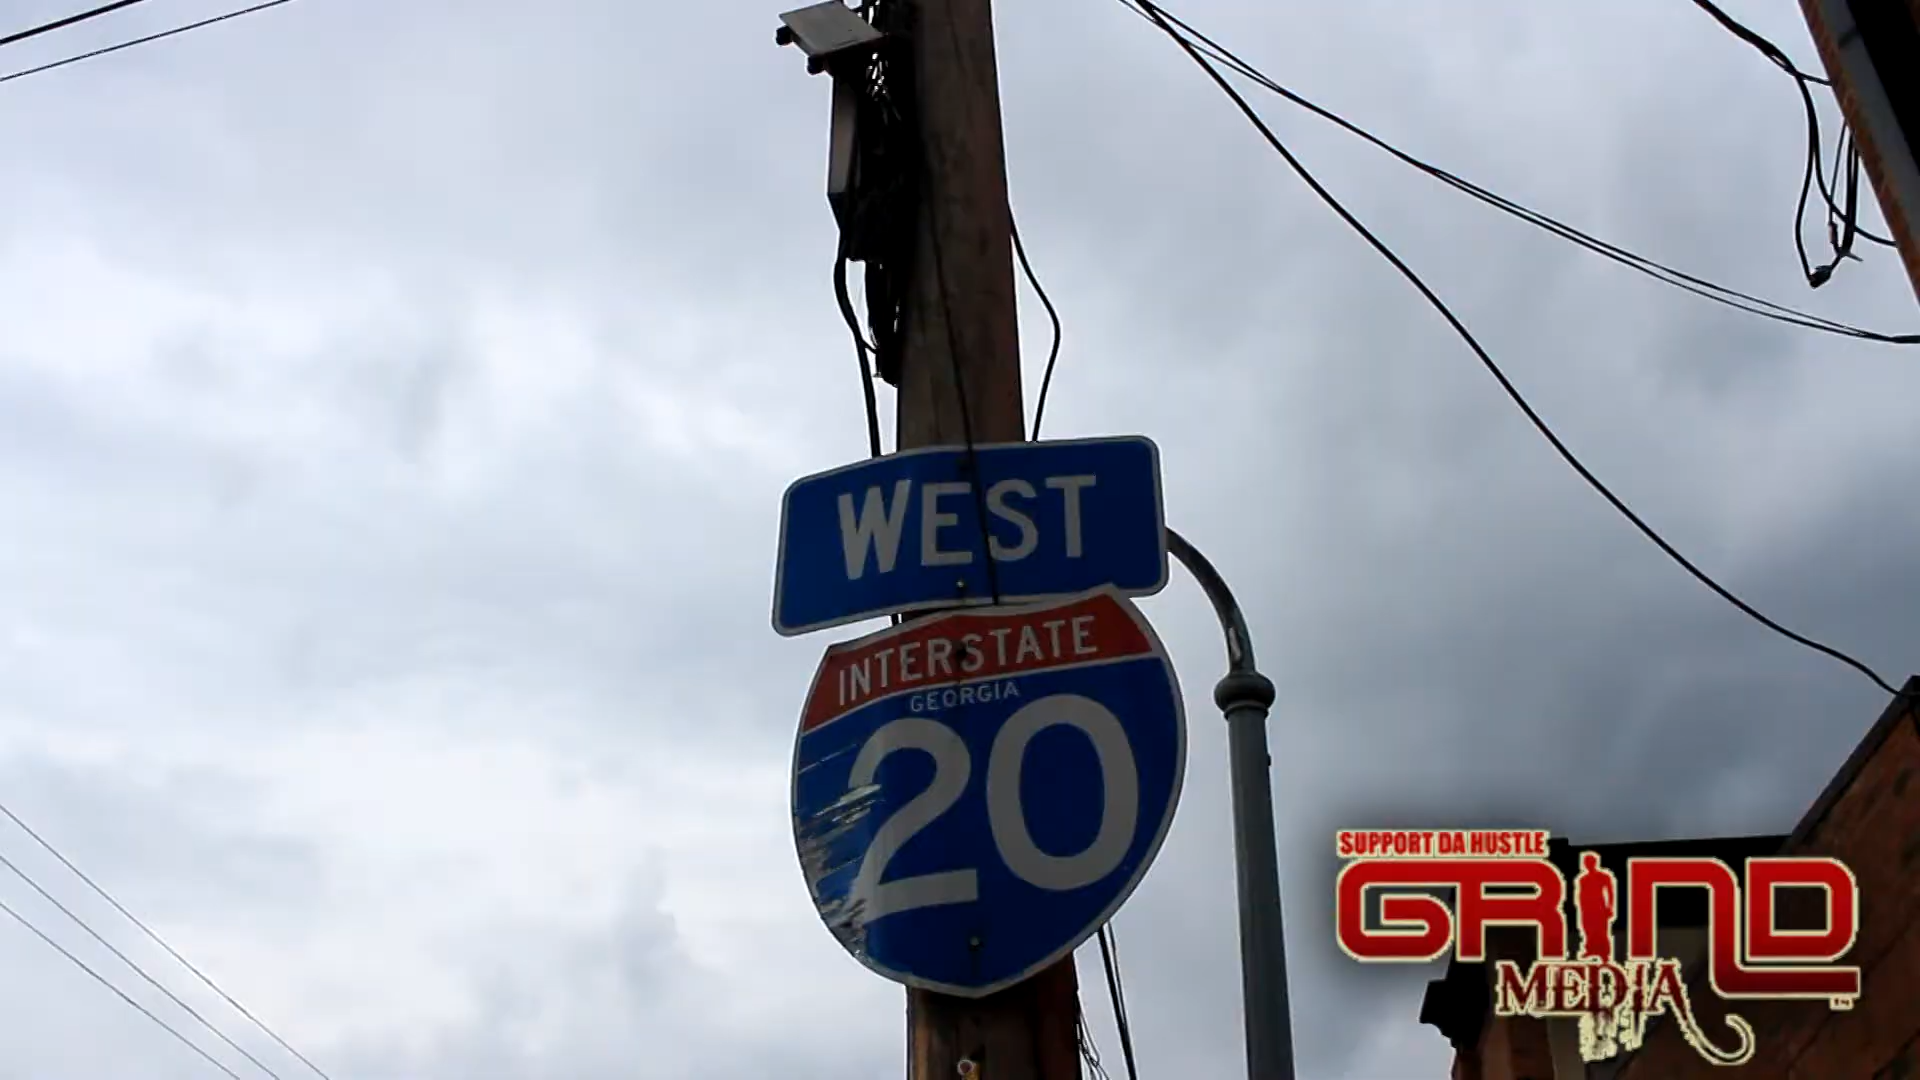 WEST
INTERSTATE
GEORGIA
20
SUPPORT DA HUSTLE
GRIND
MEDIA